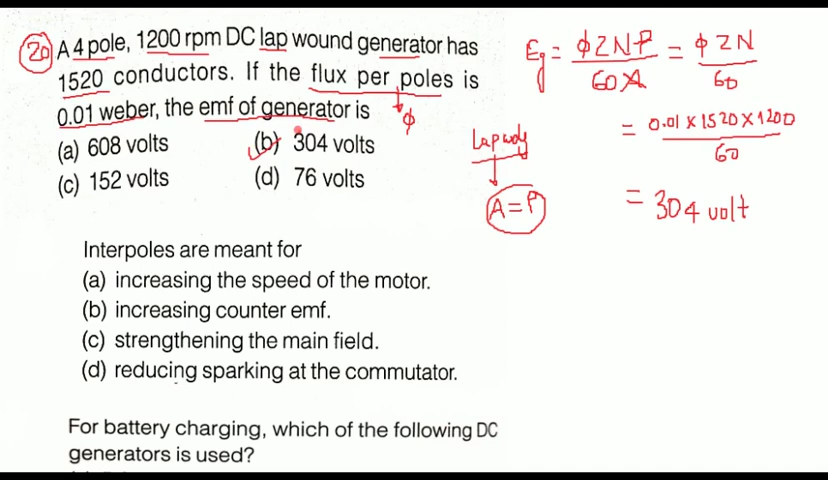 20 A 4 pole, 1200 rpm DC lap wound generator has
1520 conductors. If the flux per poles is
0.01 weber, the emf of generator is
(a) 608 volts (b) 304 volts
(c) 152 volts (d) 76 volts
ϕ
Lap wdg
A = P
Eg = ϕZNP / 60A = ϕZN / 60
= 0.01 x 1520 x 1200 / 60
= 304 volt
Interpoles are meant for
(a) increasing the speed of the motor.
(b) increasing counter emf.
(c) strengthening the main field.
(d) reducing sparking at the commutator.
For battery charging, which of the following DC
generators is used?